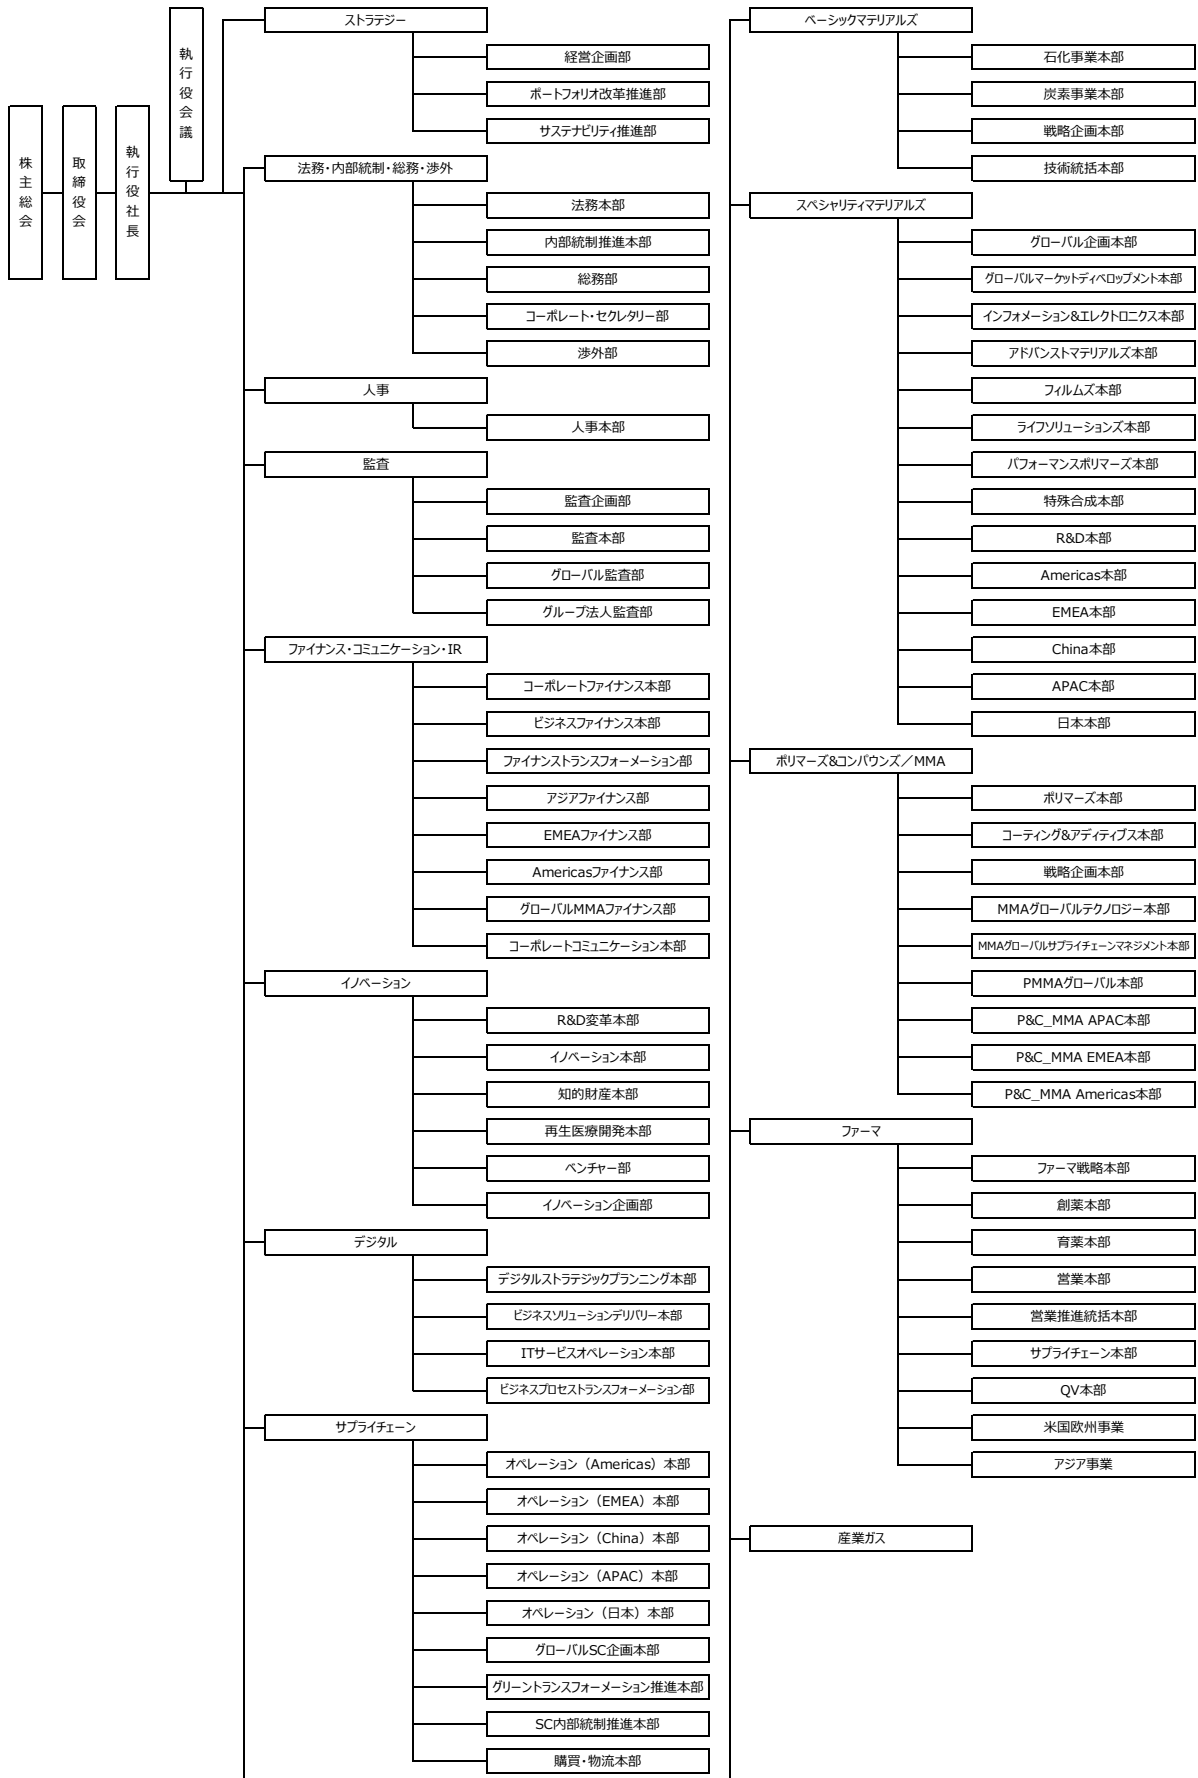 株主総会
取締役会
執行役社長
執行役会議
ストラテジー
経営企画部
ポートフォリオ改革推進部
サステナビリティ推進部
法務・内部統制・総務・渉外
法務本部
内部統制推進本部
総務部
コーポレート・セクレタリー部
渉外部
人事
人事本部
監査
監査企画部
監査本部
グローバル監査部
グループ法人監査部
ファイナンス・コミュニケーション・IR
コーポレートファイナンス本部
ビジネスファイナンス本部
ファイナンストランスフォーメーション部
アジアファイナンス部
EMEAファイナンス部
Americasファイナンス部
グローバルMMAファイナンス部
コーポレートコミュニケーション本部
イノベーション
R&D変革本部
イノベーション本部
知的財産本部
再生医療開発本部
ベンチャー部
イノベーション企画部
デジタル
デジタルストラテジックプランニング本部
ビジネスソリューションデリバリー本部
ITサービスオペレーション本部
ビジネスプロセストランスフォーメーション部
サプライチェーン
オペレーション（Americas）本部
オペレーション（EMEA）本部
オペレーション（China）本部
オペレーション（APAC）本部
オペレーション（日本）本部
グローバルSC企画本部
グリーントランスフォーメーション推進本部
SC内部統制推進本部
購買・物流本部
ベーシックマテリアルズ
石化事業本部
炭素事業本部
戦略企画本部
技術統括本部
スペシャリティマテリアルズ
グローバル企画本部
グローバルマーケットディベロップメント本部
インフォメーション&エレクトロニクス本部
アドバンストマテリアルズ本部
フィルムズ本部
ライフソリューションズ本部
パフォーマンスポリマーズ本部
特殊合成本部
R&D本部
Americas本部
EMEA本部
China本部
APAC本部
日本本部
ポリマーズ&コンパウンズ／MMA
ポリマーズ本部
コーティング&アディティブス本部
戦略企画本部
MMAグローバルテクノロジー本部
MMAグローバルサプライチェーンマネジメント本部
PMMAグローバル本部
P&C_MMA APAC本部
P&C_MMA EMEA本部
P&C_MMA Americas本部
ファーマ
ファーマ戦略本部
創薬本部
育薬本部
営業本部
営業推進統括本部
サプライチェーン本部
QV本部
米国欧州事業
アジア事業
産業ガス